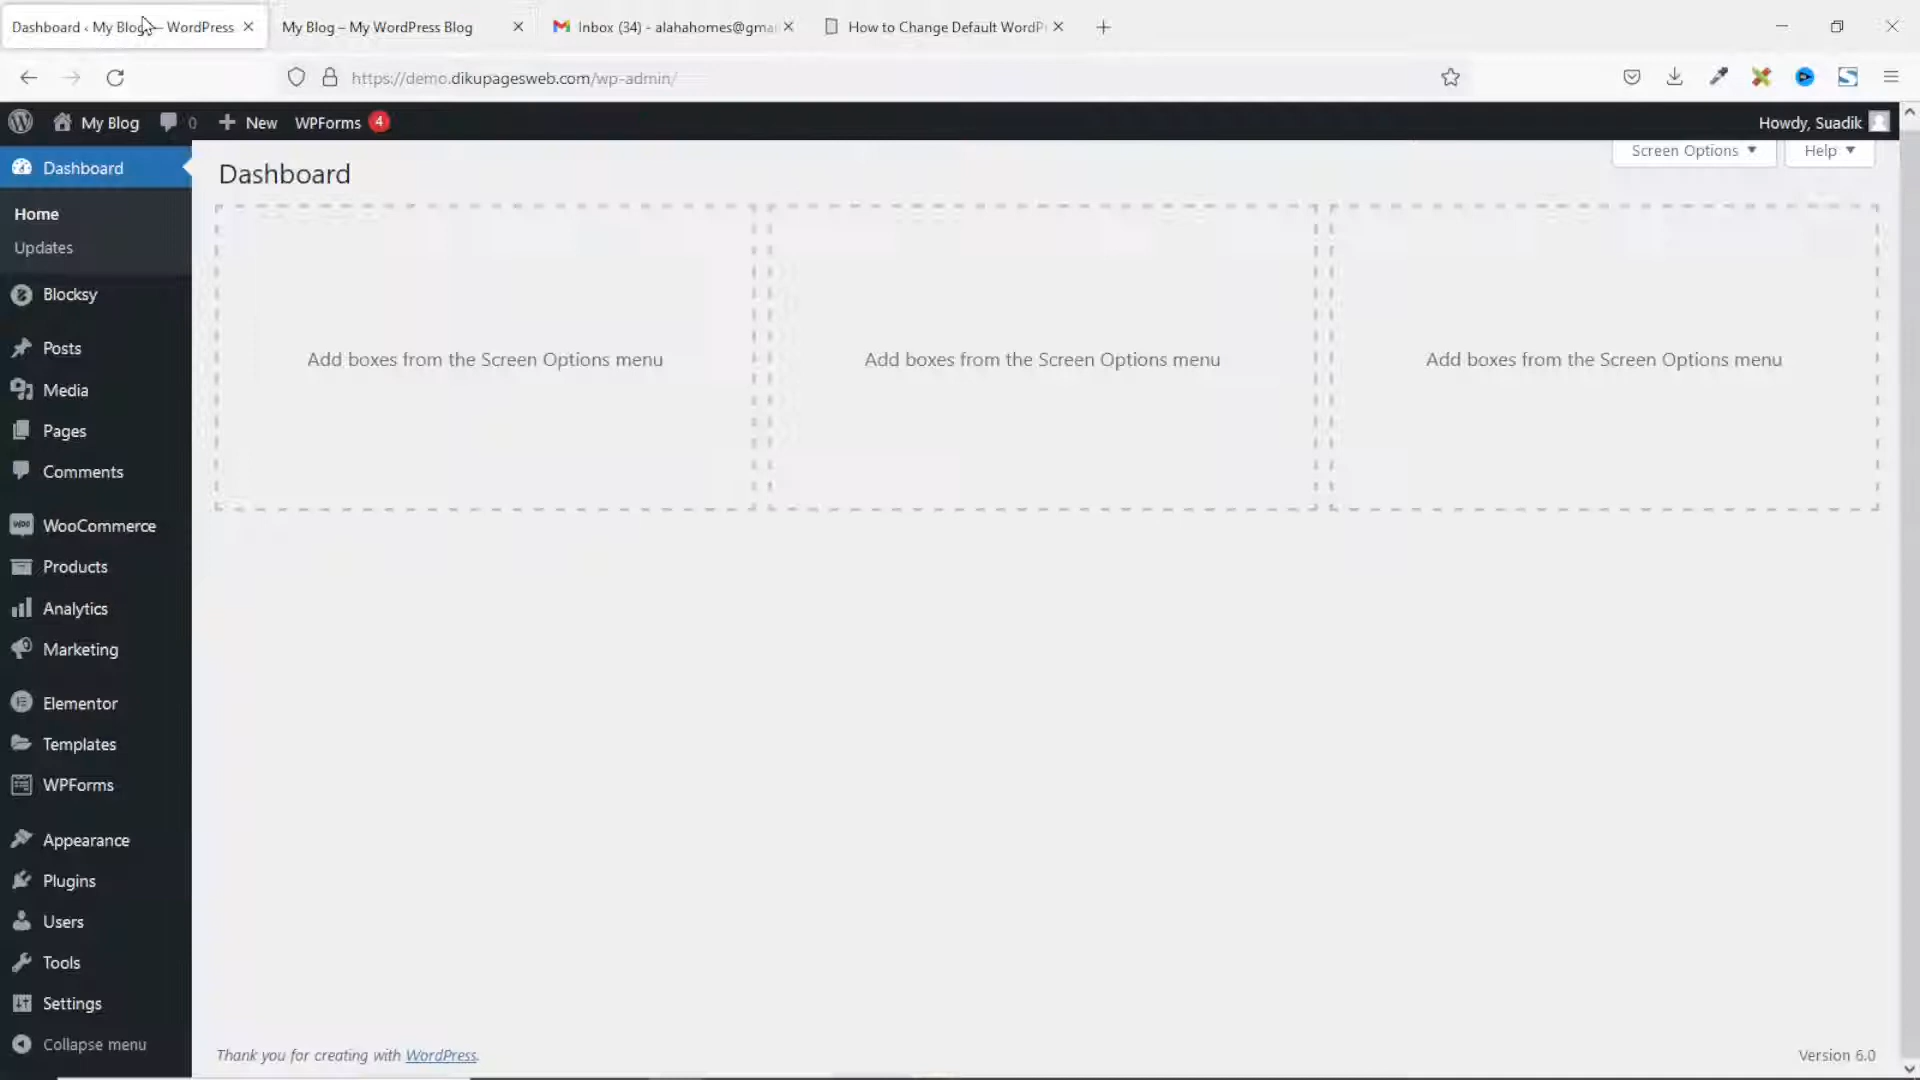 Dashboard ‹ My Blog — WordPress
My Blog – My WordPress Blog
Inbox (34) - alahahomes@gma
How to Change Default WordP
https://demo.dikupagesweb.com/wp-admin/
My Blog
0
New
WPForms 4
Howdy, Suadik
Dashboard
Home
Updates
Blocksy
Posts
Media
Pages
Comments
WooCommerce
Products
Analytics
Marketing
Elementor
Templates
WPForms
Appearance
Plugins
Users
Tools
Settings
Collapse menu
Screen Options
Help
Dashboard
Add boxes from the Screen Options menu
Add boxes from the Screen Options menu
Add boxes from the Screen Options menu
Thank you for creating with WordPress.
Version 6.0